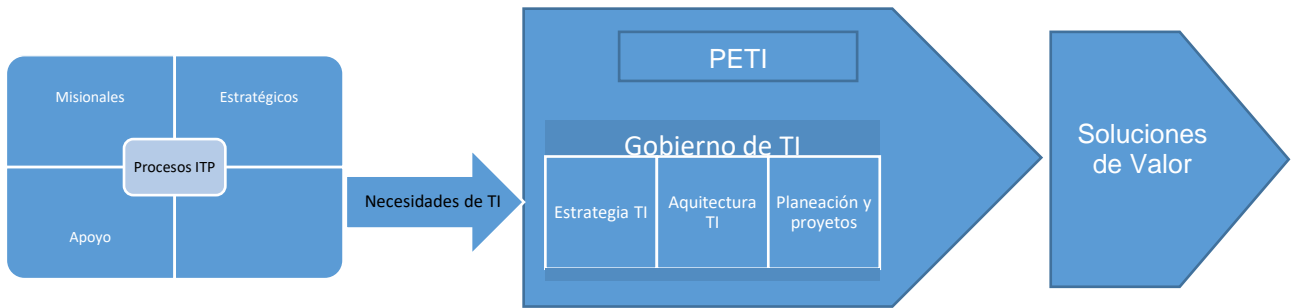 Misionales
Estratégicos
Procesos ITP
Apoyo
Necesidades de TI
PETI
Gobierno de TI
Estrategia TI
Aquitectura
TI
Planeación y
proyetos
Soluciones
de Valor